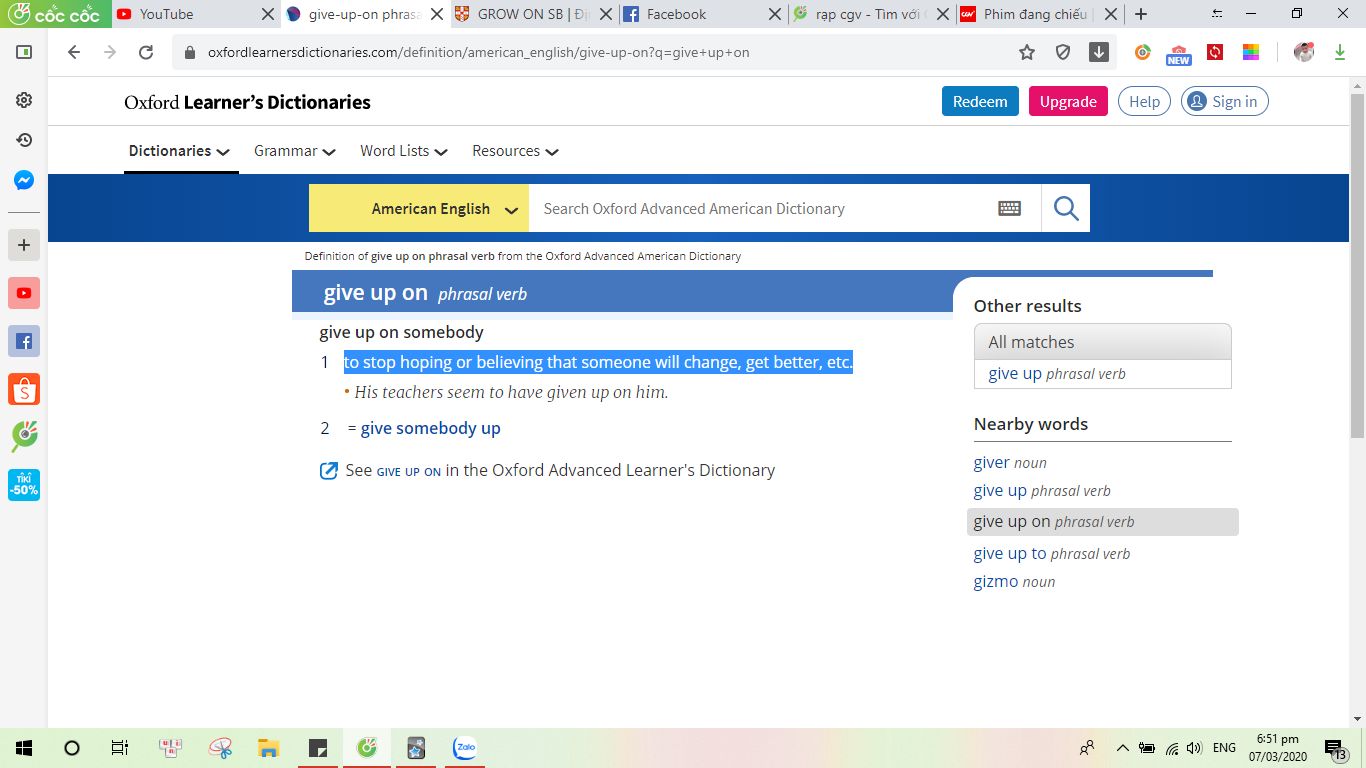 cốc cốc
YouTube
give-up-on phrasa
GROW ON SB | Đị
Facebook
rạp cgv - Tìm với
CGV
Phim đang chiếu |
oxfordlearnersdictionaries.com/definition/american_english/give-up-on?q=give+up+on
NEW
Oxford Learner's Dictionaries
Redeem
Upgrade
Help
Sign in
Dictionaries
Grammar
Word Lists
Resources
American English
Search Oxford Advanced American Dictionary
Definition of give up on phrasal verb from the Oxford Advanced American Dictionary
give up on phrasal verb
give up on somebody
1 to stop hoping or believing that someone will change, get better, etc.
• His teachers seem to have given up on him.
2 = give somebody up
See GIVE UP ON in the Oxford Advanced Learner's Dictionary
Other results
All matches
give up phrasal verb
Nearby words
giver noun
give up phrasal verb
give up on phrasal verb
give up to phrasal verb
gizmo noun
TIKI
-50%
Zalo
ENG
6:51 pm
07/03/2020
13